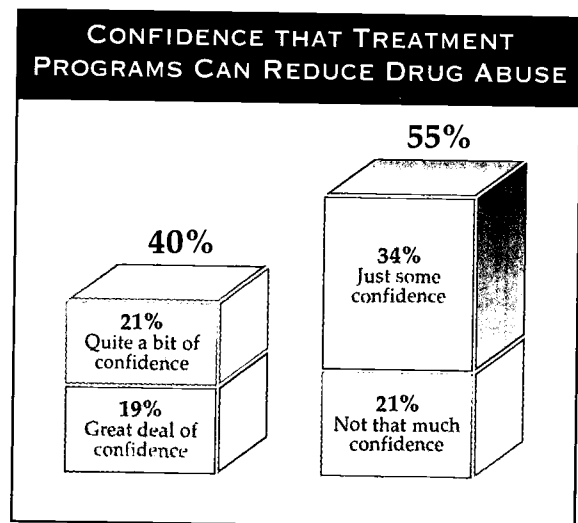 CONFIDENCE THAT TREATMENT
PROGRAMS CAN REDUCE DRUG ABUSE
40%
21%
Quite a bit of
confidence
19%
Great deal of
confidence
55%
34%
Just some
confidence
21%
Not that much
confidence